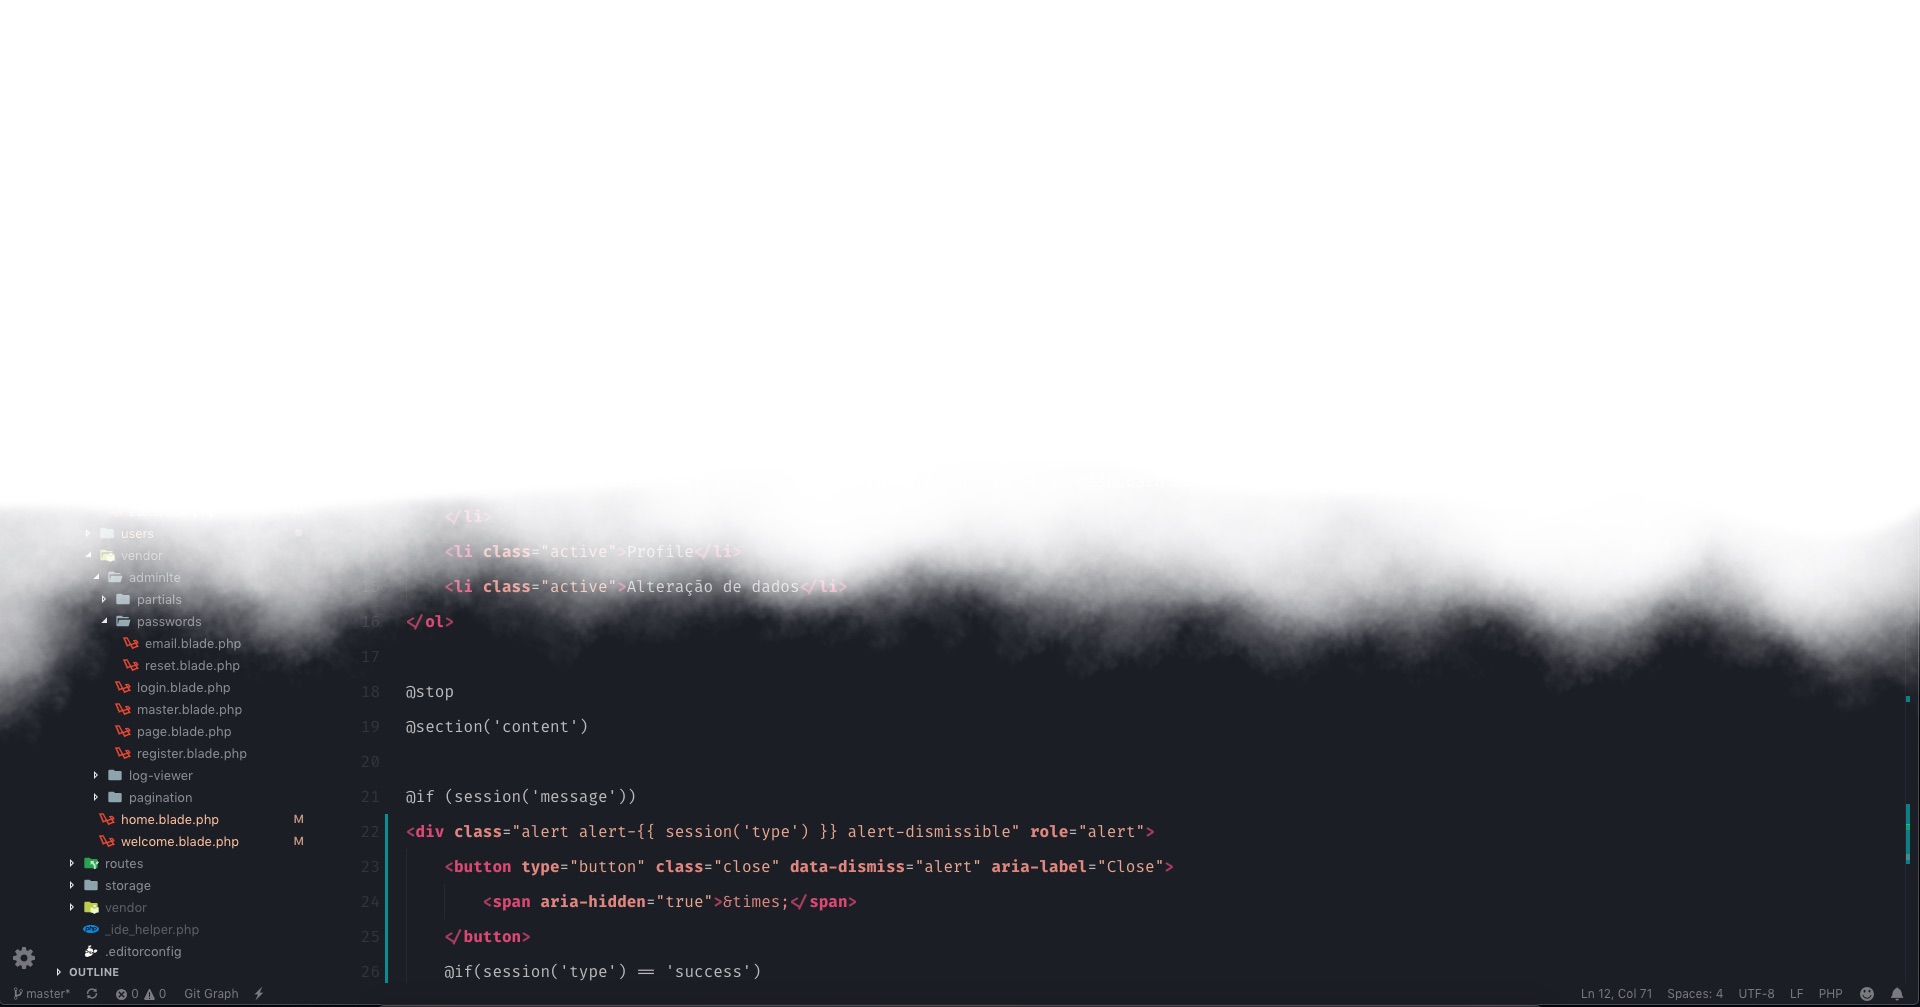 users
vendor
adminlte
partials
passwords
email.blade.php
reset.blade.php
login.blade.php
master.blade.php
page.blade.php
register.blade.php
log-viewer
pagination
home.blade.php M
welcome.blade.php M
routes
storage
vendor
_ide_helper.php
.editorconfig
OUTLINE
</li>
<li class="active">Profile</li>
15 <li class="active">Alteração de dados</li>
16 </ol>
17
18 @stop
19 @section('content')
20
21 @if (session('message'))
22 <div class="alert alert-{{ session('type') }} alert-dismissible" role="alert">
23 <button type="button" class="close" data-dismiss="alert" aria-label="Close">
24 <span aria-hidden="true">&times;</span>
25 </button>
26 @if(session('type') == 'success')
master* 0 0 Git Graph Ln 12, Col 71 Spaces: 4 UTF-8 LF PHP